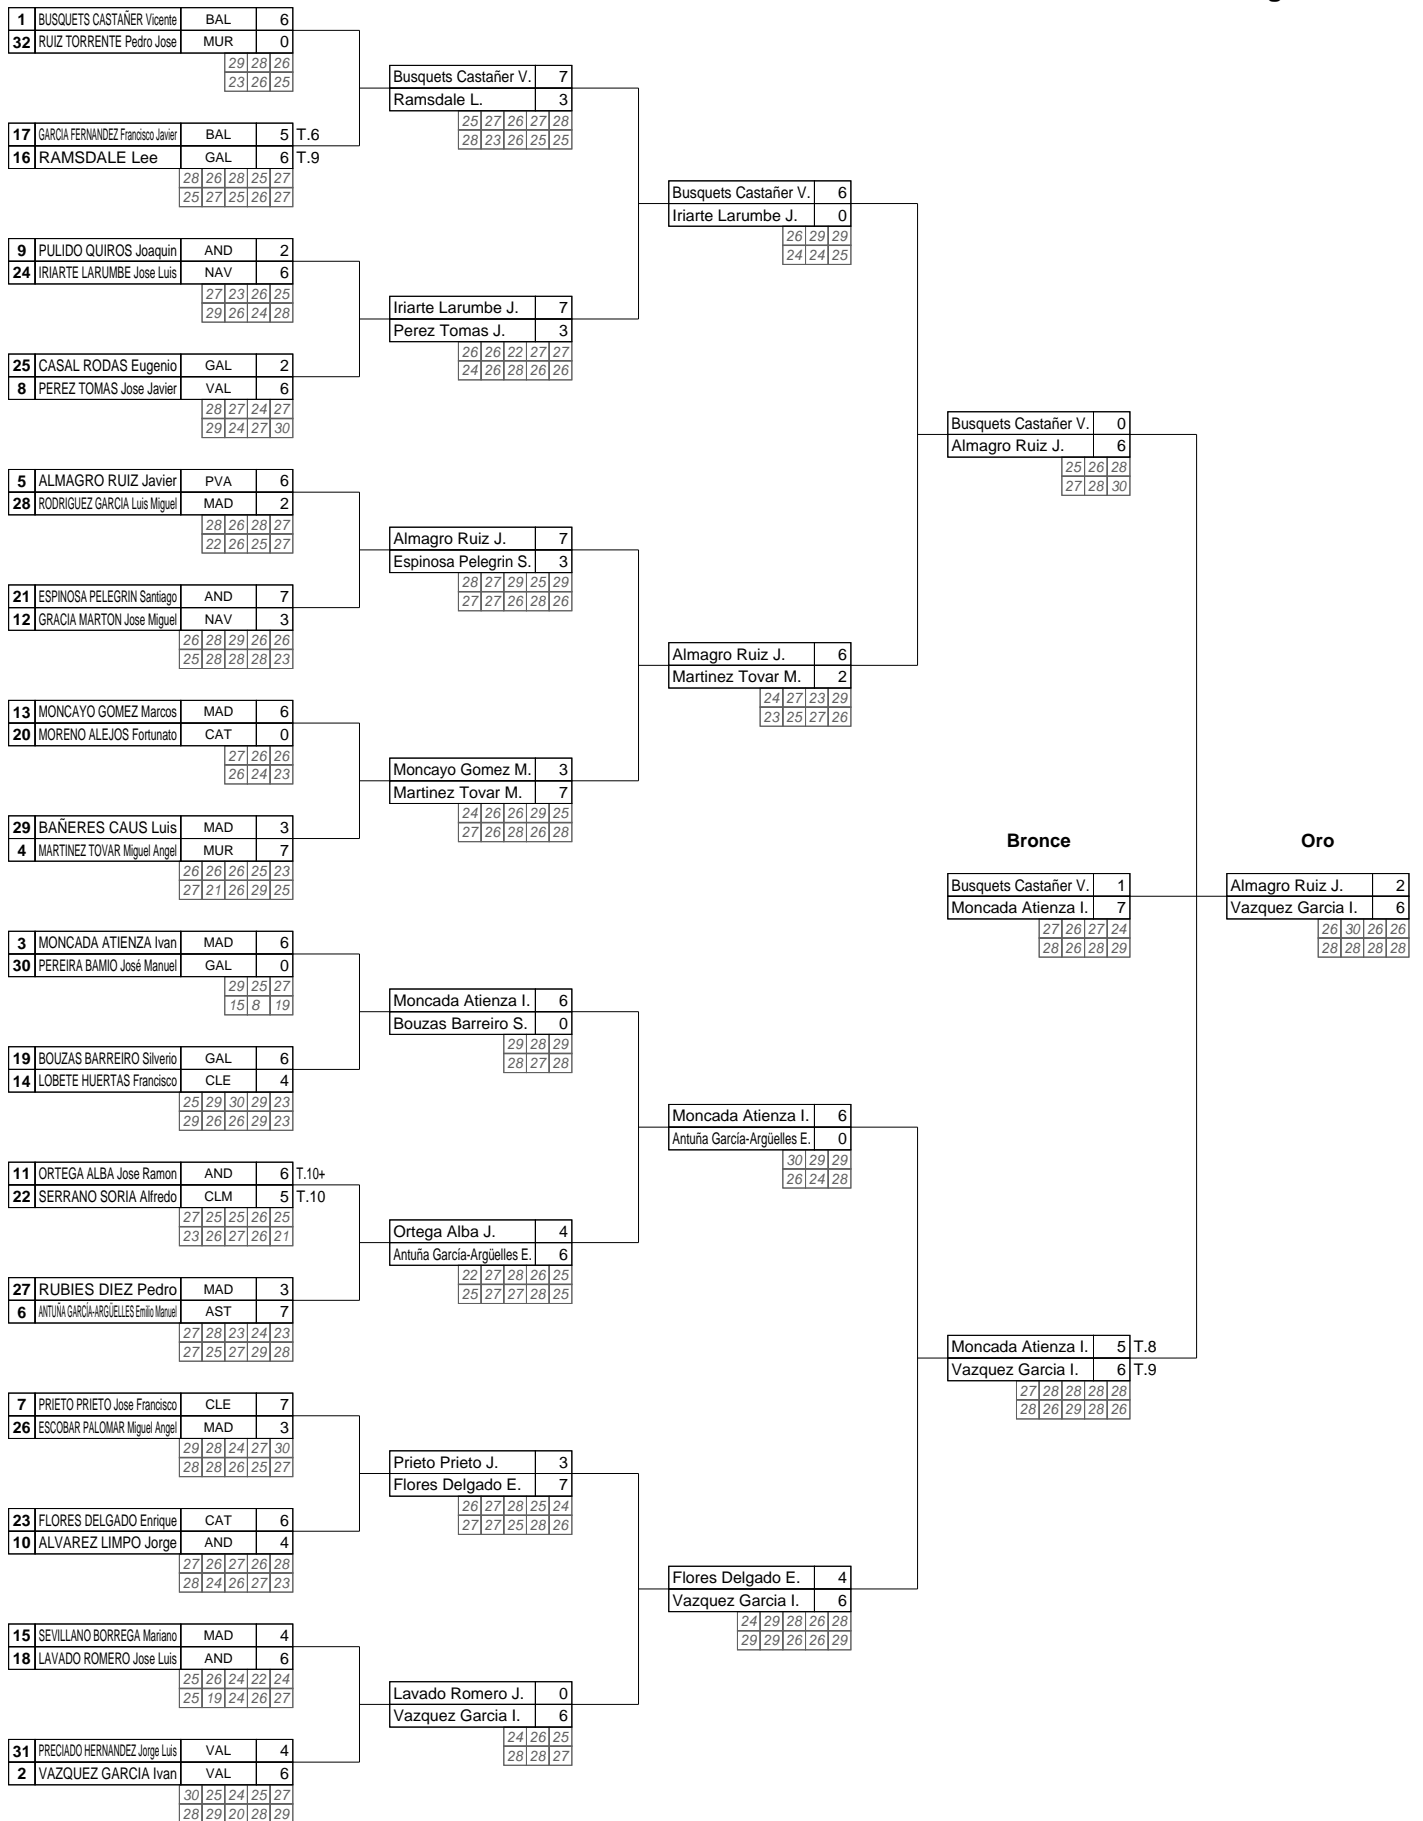 1 BUSQUETS CASTAÑER Vicente BAL 6
32 RUIZ TORRENTE Pedro Jose MUR 0
29 28 26
23 26 25
Busquets Castañer V. 7
Ramsdale L. 3
25 27 26 27 28
28 23 26 25 25
17 GARCIA FERNANDEZ Francisco Javier BAL 5 T.6
16 RAMSDALE Lee GAL 6 T.9
28 26 28 25 27
25 27 25 26 27
Busquets Castañer V. 6
Iriarte Larumbe J. 0
26 29 29
24 24 25
9 PULIDO QUIROS Joaquin AND 2
24 IRIARTE LARUMBE Jose Luis NAV 6
27 23 26 25
29 26 24 28
Iriarte Larumbe J. 7
Perez Tomas J. 3
26 26 22 27 27
24 26 28 26 26
25 CASAL RODAS Eugenio GAL 2
8 PEREZ TOMAS Jose Javier VAL 6
28 27 24 27
29 24 27 30
Busquets Castañer V. 0
Almagro Ruiz J. 6
25 26 28
27 28 30
5 ALMAGRO RUIZ Javier PVA 6
28 RODRIGUEZ GARCIA Luis Miguel MAD 2
28 26 28 27
22 26 25 27
Almagro Ruiz J. 7
Espinosa Pelegrin S. 3
28 27 29 25 29
27 27 26 28 26
21 ESPINOSA PELEGRIN Santiago AND 7
12 GRACIA MARTON Jose Miguel NAV 3
26 28 29 26 26
25 28 28 28 23
Almagro Ruiz J. 6
Martinez Tovar M. 2
24 27 23 29
23 25 27 26
13 MONCAYO GOMEZ Marcos MAD 6
20 MORENO ALEJOS Fortunato CAT 0
27 26 26
26 24 23
Moncayo Gomez M. 3
Martinez Tovar M. 7
24 26 26 29 25
27 26 28 26 28
29 BAÑERES CAUS Luis MAD 3
4 MARTINEZ TOVAR Miguel Angel MUR 7
26 26 26 25 23
27 21 26 29 25
Bronce Oro
Busquets Castañer V. 1
Moncada Atienza I. 7
27 26 27 24
28 26 28 29
Almagro Ruiz J. 2
Vazquez Garcia I. 6
26 30 26 26
28 28 28 28
3 MONCADA ATIENZA Ivan MAD 6
30 PEREIRA BAMIO José Manuel GAL 0
29 25 27
15 8 19
Moncada Atienza I. 6
Bouzas Barreiro S. 0
29 28 29
28 27 28
19 BOUZAS BARREIRO Silverio GAL 6
14 LOBETE HUERTAS Francisco CLE 4
25 29 30 29 23
29 26 26 29 23
Moncada Atienza I. 6
Antuña García-Argüelles E. 0
30 29 29
26 24 28
11 ORTEGA ALBA Jose Ramon AND 6 T.10+
22 SERRANO SORIA Alfredo CLM 5 T.10
27 25 25 26 25
23 26 27 26 21
Ortega Alba J. 4
Antuña García-Argüelles E. 6
22 27 28 26 25
25 27 27 28 25
27 RUBIES DIEZ Pedro MAD 3
6 ANTUÑA GARCÍA-ARGÜELLES Emilio Manuel AST 7
27 28 23 24 23
27 25 27 29 28
Moncada Atienza I. 5 T.8
Vazquez Garcia I. 6 T.9
27 28 28 28 28
28 26 29 28 26
7 PRIETO PRIETO Jose Francisco CLE 7
26 ESCOBAR PALOMAR Miguel Angel MAD 3
29 28 24 27 30
28 28 26 25 27
Prieto Prieto J. 3
Flores Delgado E. 7
26 27 28 25 24
27 27 25 28 26
23 FLORES DELGADO Enrique CAT 6
10 ALVAREZ LIMPO Jorge AND 4
27 26 27 26 28
28 24 26 27 23
Flores Delgado E. 4
Vazquez Garcia I. 6
24 29 28 26 28
29 29 26 26 29
15 SEVILLANO BORREGA Mariano MAD 4
18 LAVADO ROMERO Jose Luis AND 6
25 26 24 22 24
25 19 24 26 27
Lavado Romero J. 0
Vazquez Garcia I. 6
24 26 25
28 28 27
31 PRECIADO HERNANDEZ Jorge Luis VAL 4
2 VAZQUEZ GARCIA Ivan VAL 6
30 25 24 25 27
28 29 20 28 29